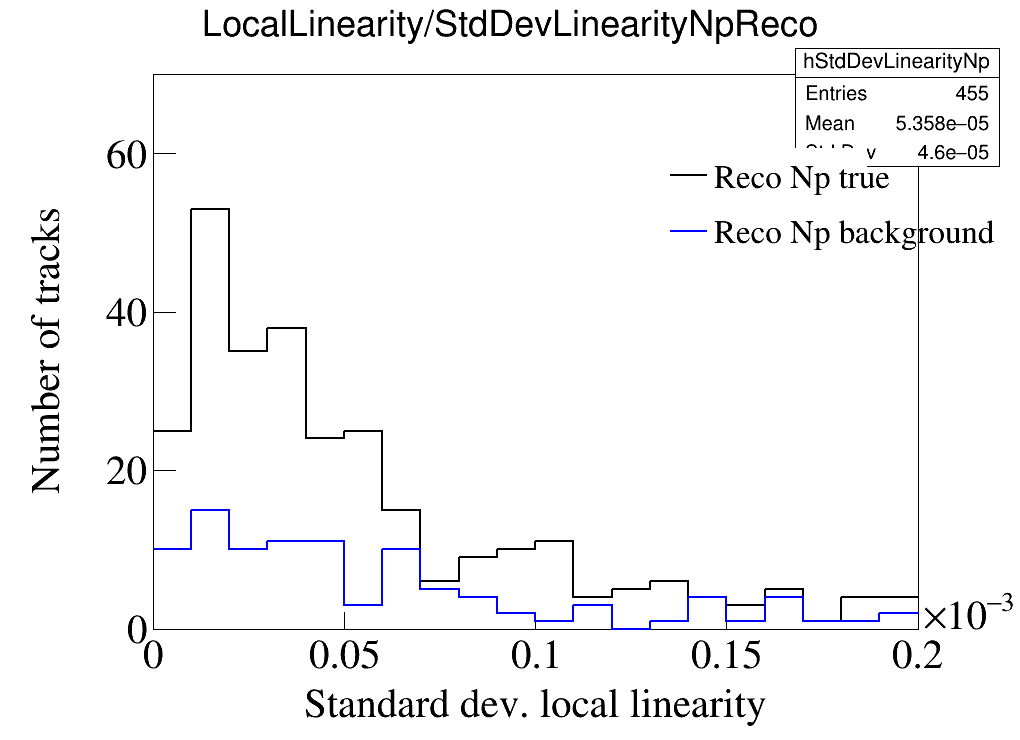 LocalLinearity/StdDevLinearityNpReco
hStdDevLinearityNp
Entries 455
Mean 5.358e−05
4.6e−05
Reco Np true
Reco Np background
Number of tracks
60
40
20
0
0 0.05 0.1 0.15 0.2
×10⁻³
Standard dev. local linearity